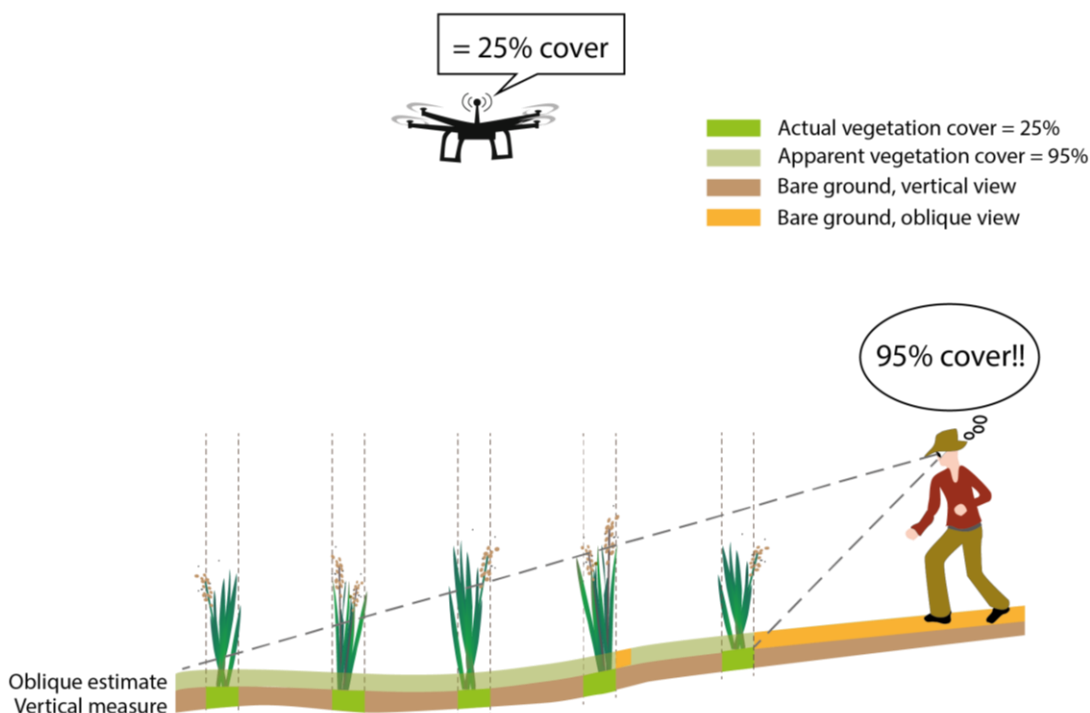 = 25% cover
Actual vegetation cover = 25%
Apparent vegetation cover = 95%
Bare ground, vertical view
Bare ground, oblique view
95% cover!!
Oblique estimate
Vertical measure